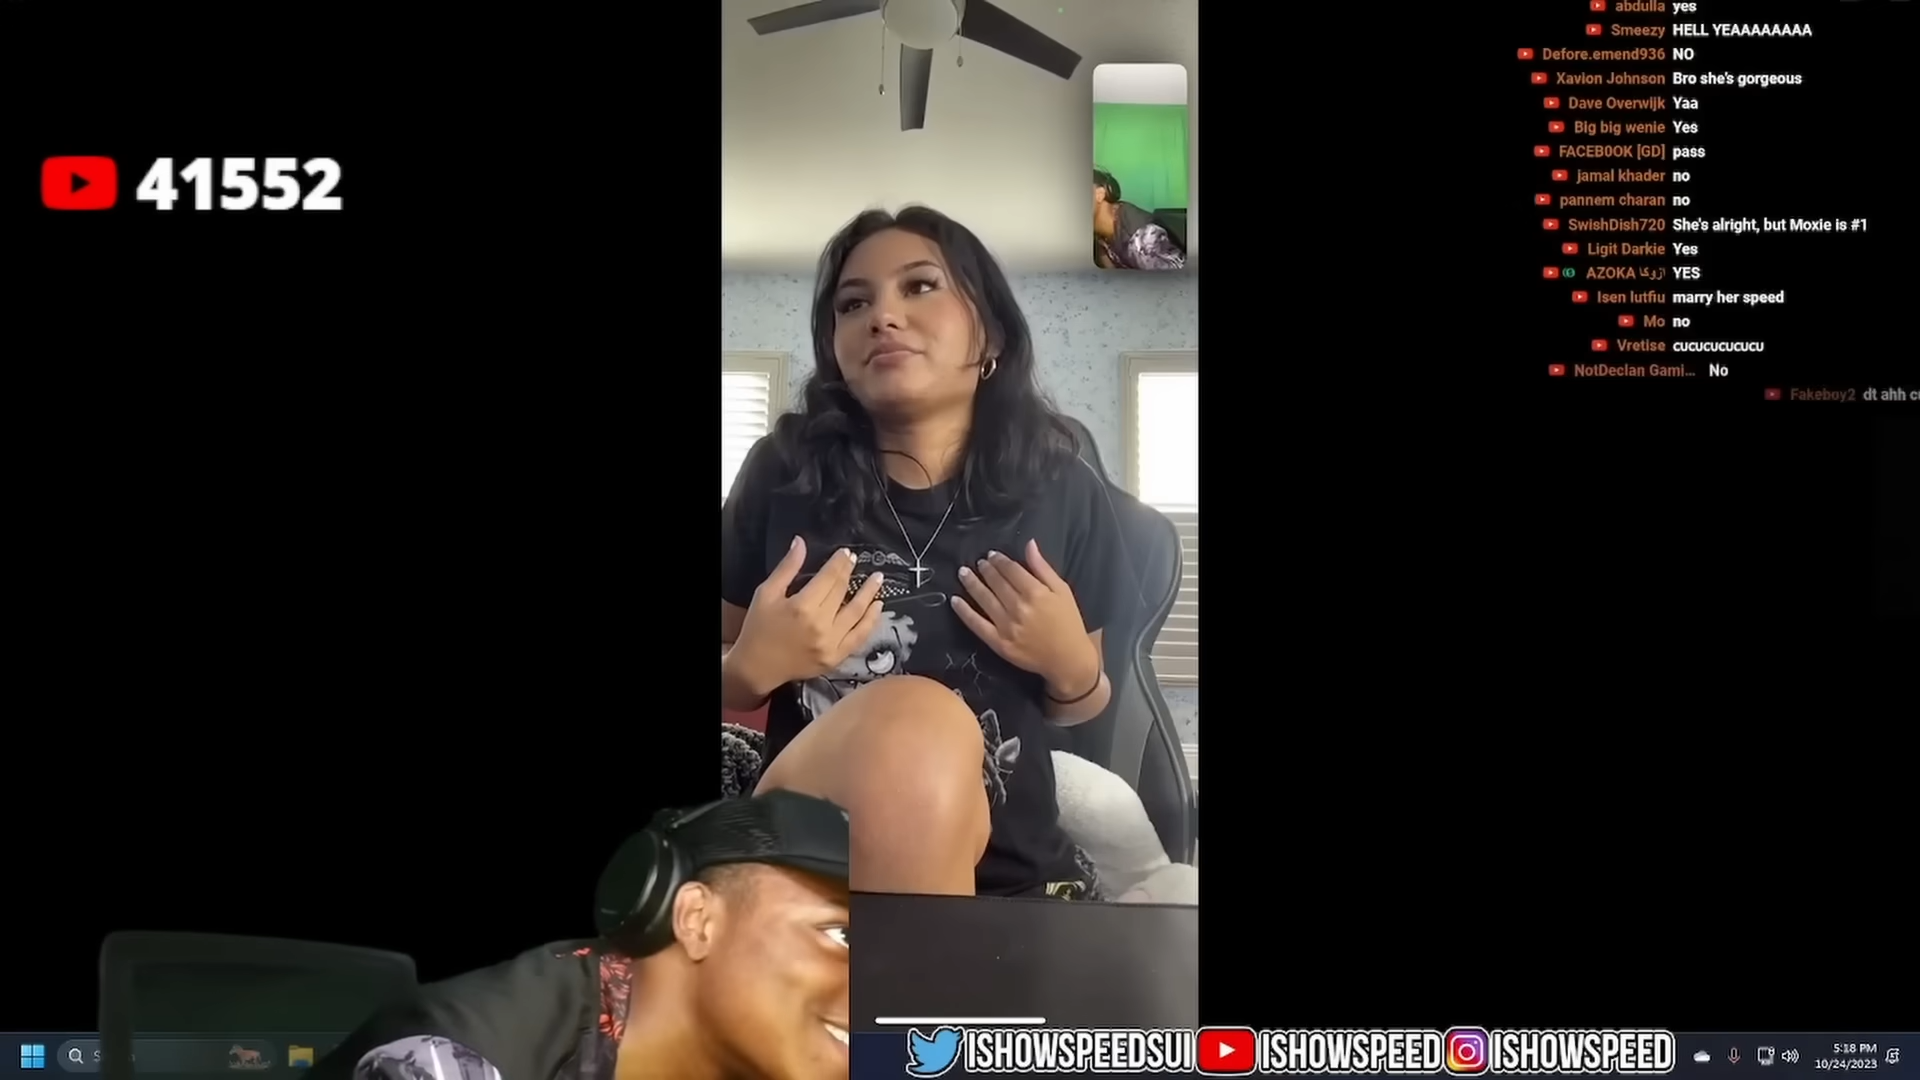 41552
abdulla yes
Smeezy HELL YEAAAAAAAA
Defore.emend936 NO
Xavion Johnson Bro she's gorgeous
Dave Overwijk Yaa
Big big wenie Yes
FACEB0OK [GD] pass
jamal khader no
pannem charan no
SwishDish720 She's alright, but Moxie is #1
Ligit Darkie Yes
AZOKA ازوكا YES
Isen lutfiu marry her speed
Mo no
Vretise cucucucucucu
NotDeclan Gami... No
Fakeboy2 dt ahh
ISHOWSPEEDSUI ISHOWSPEED ISHOWSPEED
5:18 PM
10/24/2023